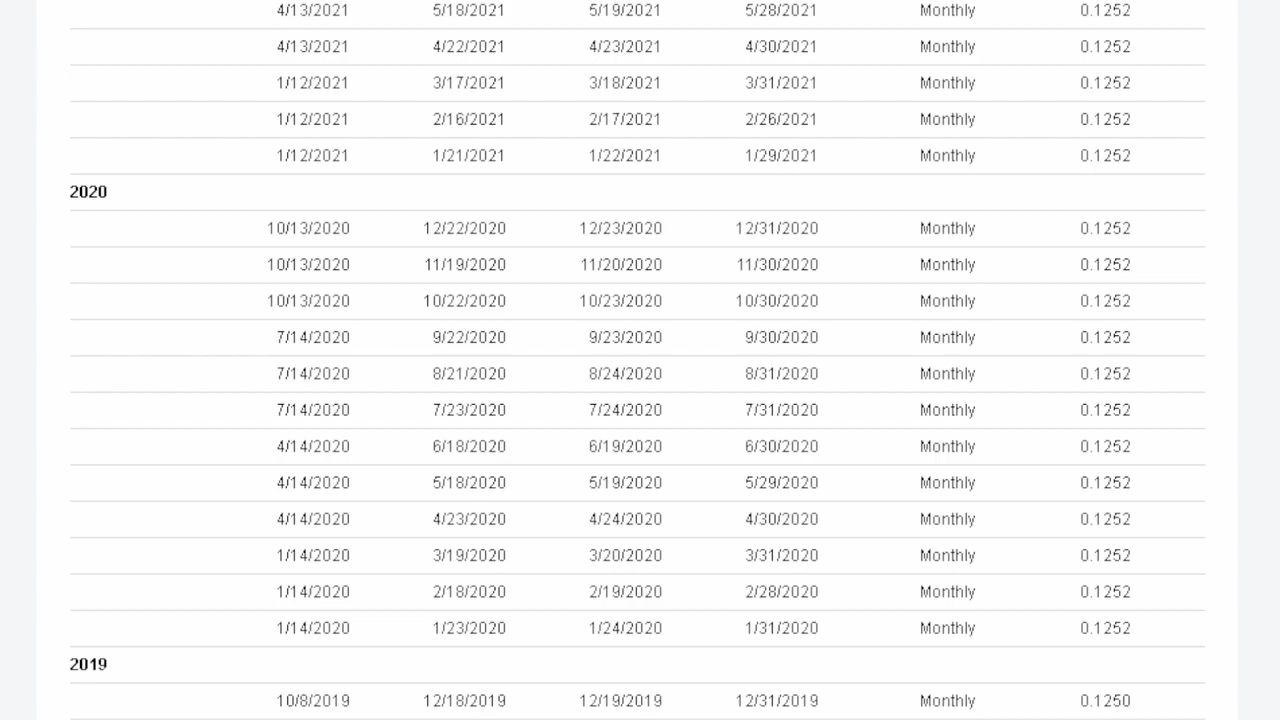 4/13/2021 5/18/2021 5/19/2021 5/28/2021 Monthly 0.1252
4/13/2021 4/22/2021 4/23/2021 4/30/2021 Monthly 0.1252
1/12/2021 3/17/2021 3/18/2021 3/31/2021 Monthly 0.1252
1/12/2021 2/16/2021 2/17/2021 2/26/2021 Monthly 0.1252
1/12/2021 1/21/2021 1/22/2021 1/29/2021 Monthly 0.1252
2020
10/13/2020 12/22/2020 12/23/2020 12/31/2020 Monthly 0.1252
10/13/2020 11/19/2020 11/20/2020 11/30/2020 Monthly 0.1252
10/13/2020 10/22/2020 10/23/2020 10/30/2020 Monthly 0.1252
7/14/2020 9/22/2020 9/23/2020 9/30/2020 Monthly 0.1252
7/14/2020 8/21/2020 8/24/2020 8/31/2020 Monthly 0.1252
7/14/2020 7/23/2020 7/24/2020 7/31/2020 Monthly 0.1252
4/14/2020 6/18/2020 6/19/2020 6/30/2020 Monthly 0.1252
4/14/2020 5/18/2020 5/19/2020 5/29/2020 Monthly 0.1252
4/14/2020 4/23/2020 4/24/2020 4/30/2020 Monthly 0.1252
1/14/2020 3/19/2020 3/20/2020 3/31/2020 Monthly 0.1252
1/14/2020 2/18/2020 2/19/2020 2/28/2020 Monthly 0.1252
1/14/2020 1/23/2020 1/24/2020 1/31/2020 Monthly 0.1252
2019
10/8/2019 12/18/2019 12/19/2019 12/31/2019 Monthly 0.1250